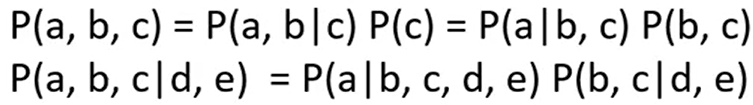 P(a, b, c) = P(a, b|c) P(c) = P(a|b, c) P(b, c)
P(a, b, c|d, e) = P(a|b, c, d, e) P(b, c|d, e)